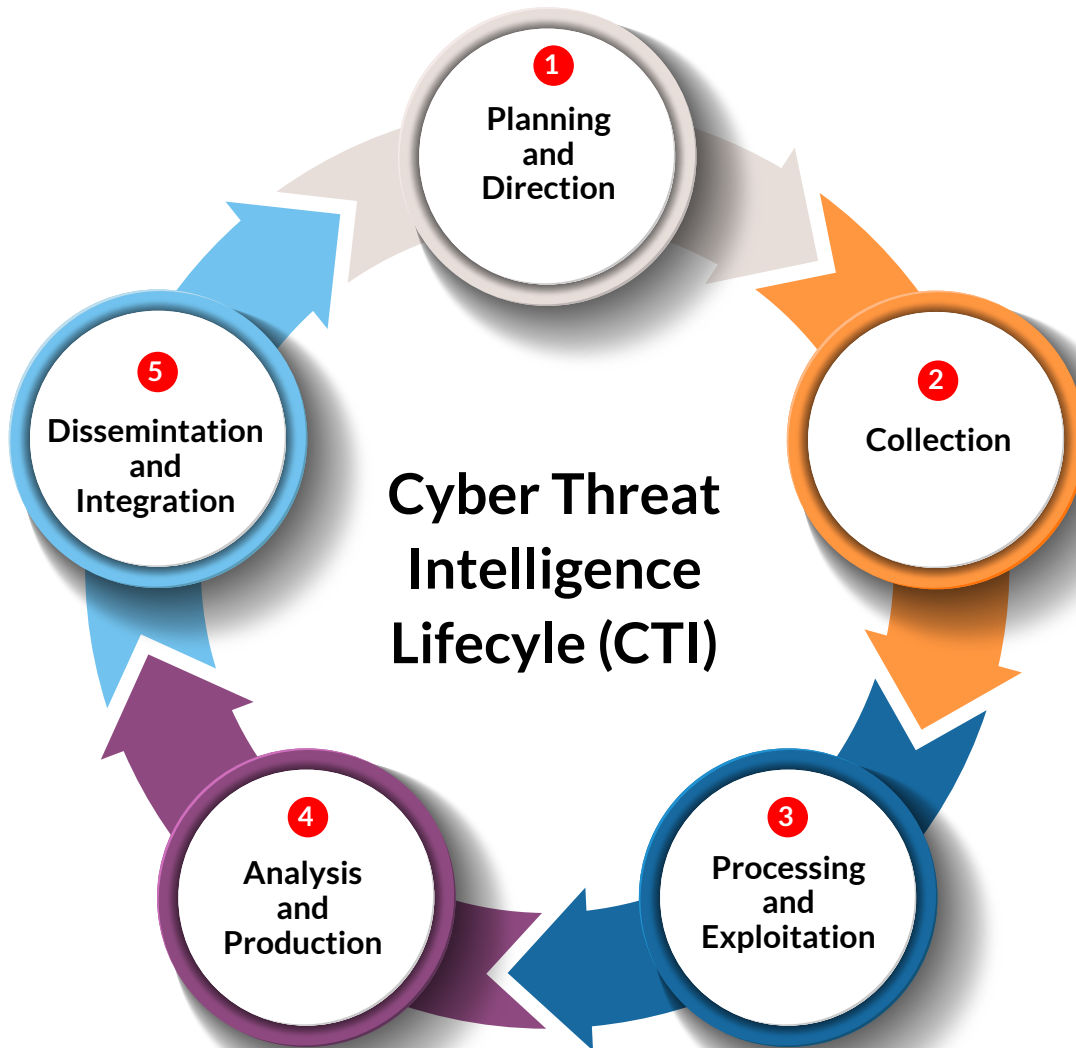 1
Planning
and
Direction
2
Collection
3
Processing
and
Exploitation
4
Analysis
and
Production
5
Dissemintation
and
Integration
Cyber Threat
Intelligence
Lifecyle (CTI)